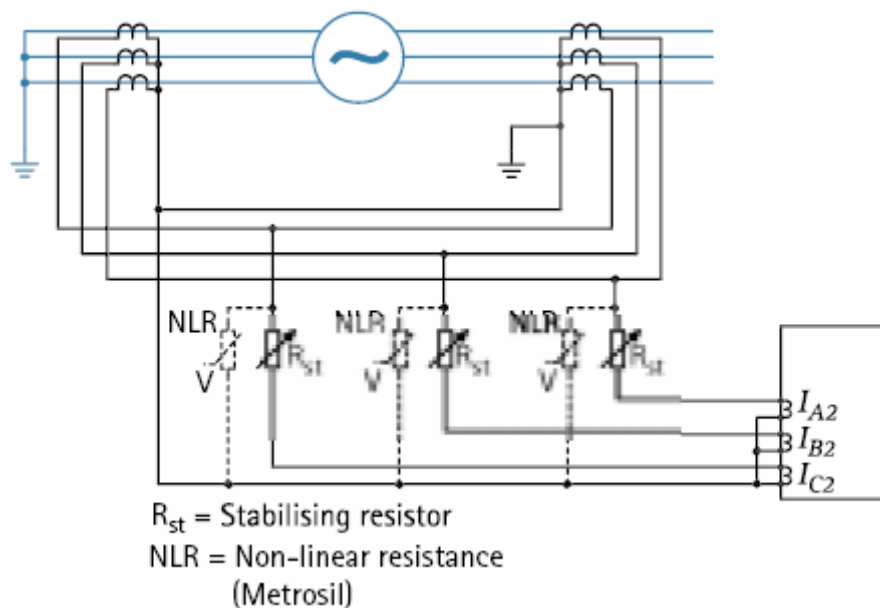 NLR
V
R_st
NLR
V
R_st
NLR
V
R_st
I_A2
I_B2
I_C2
R_st = Stabilising resistor
NLR = Non-linear resistance
(Metrosil)